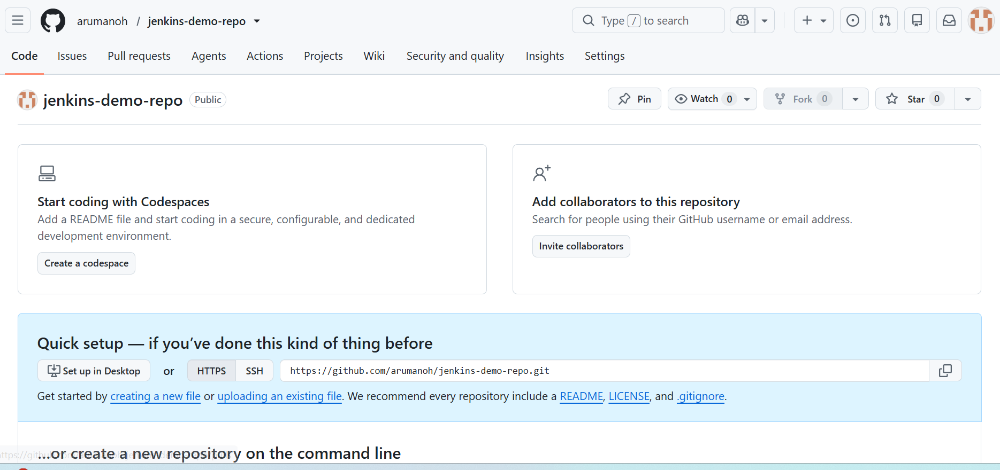 arumanoh / jenkins-demo-repo
Type / to search
Code Issues Pull requests Agents Actions Projects Wiki Security and quality Insights Settings
jenkins-demo-repo Public
Pin Watch 0 Fork 0 Star 0
Start coding with Codespaces
Add a README file and start coding in a secure, configurable, and dedicated
development environment.
Create a codespace
Add collaborators to this repository
Search for people using their GitHub username or email address.
Invite collaborators
Quick setup — if you’ve done this kind of thing before
Set up in Desktop or HTTPS SSH https://github.com/arumanoh/jenkins-demo-repo.git
Get started by creating a new file or uploading an existing file. We recommend every repository include a README, LICENSE, and .gitignore.
...or create a new repository on the command line